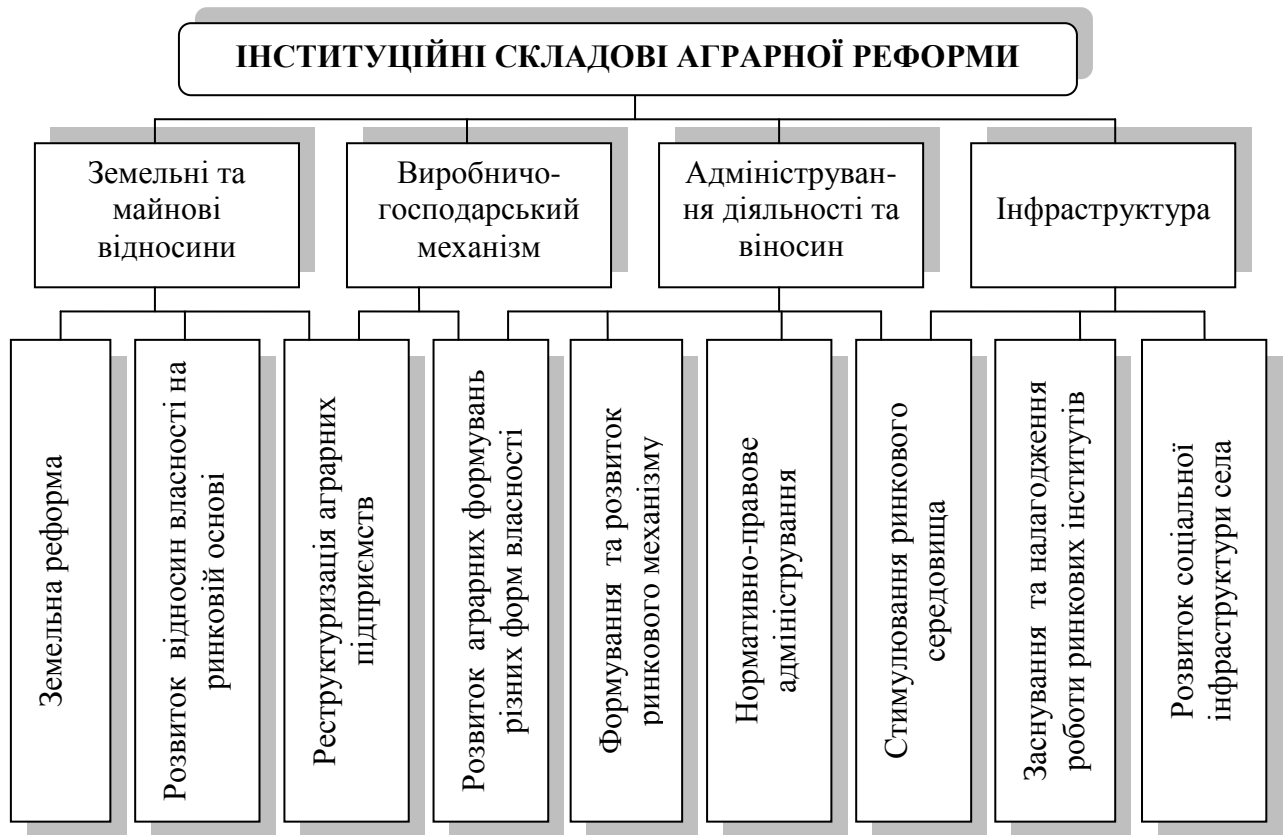 ІНСТИТУЦІЙНІ СКЛАДОВІ АГРАРНОЇ РЕФОРМИ
Земельні та
майнові
відносини
Виробничо-
господарський
механізм
Адмініструван-
ня діяльності та
віносин
Інфраструктура
Земельна реформа
Розвиток відносин власності на
ринковій основі
Реструктуризація аграрних
підприємств
Розвиток аграрних формувань
різних форм власності
Формування та розвиток
ринкового механізму
Нормативно-правове
адміністрування
Стимулювання ринкового
середовища
Заснування та налагодження
роботи ринкових інститутів
Розвиток соціальної
інфраструктури села